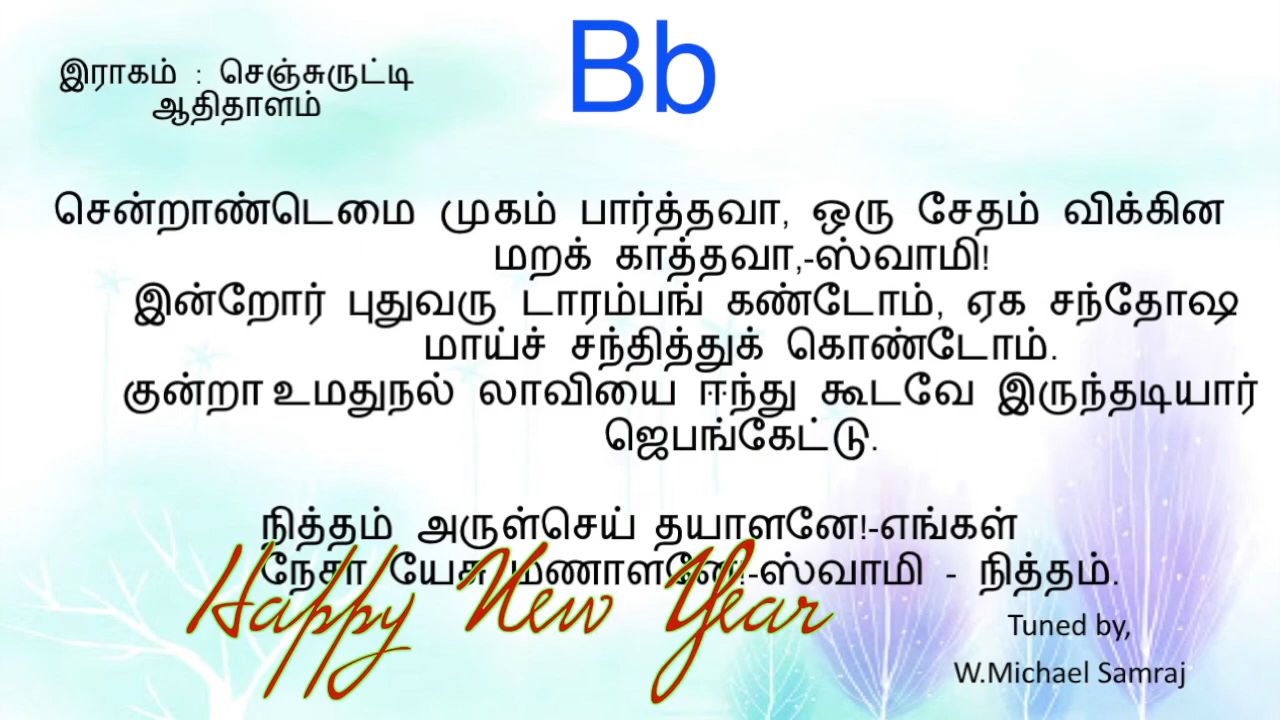 Bb
இராகம் : செஞ்சுருட்டி
ஆதிதாளம்
சென்றாண்டெமை முகம் பார்த்தவா, ஒரு சேதம் விக்கின
மறக் காத்தவா,-ஸ்வாமி!
இன்றோர் புதுவரு டாரம்பங் கண்டோம், ஏக சந்தோஷ
மாய்ச் சந்தித்துக் கொண்டோம்.
குன்றா உமதுநல் லாவியை ஈந்து கூடவே இருந்தடியார்
ஜெபங்கேட்டு.
நித்தம் அருள்செய் தயாளனே!-எங்கள்
நேசா யேசு மணாளனே!-ஸ்வாமி - நித்தம்.
Happy New Year
Tuned by,
W.Michael Samraj